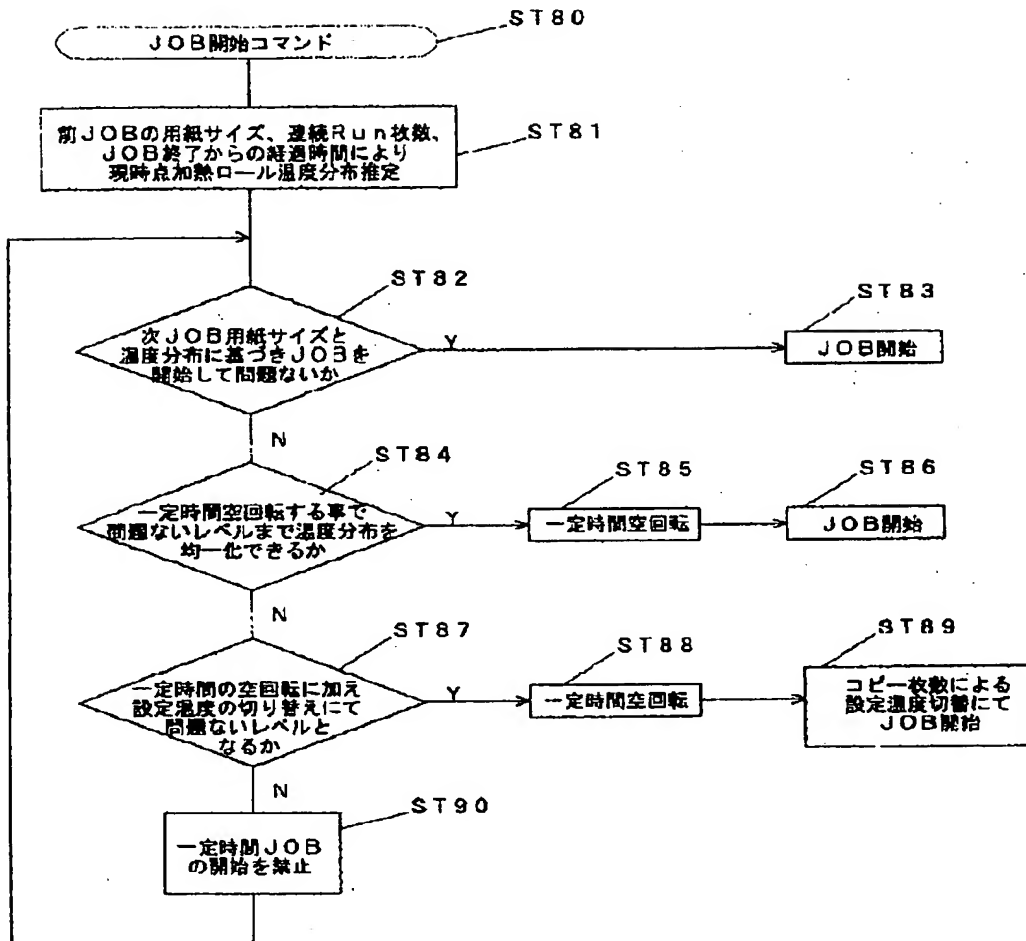 ST80
JOB開始コマンド
ST81
前JOBの用紙サイズ、連続Run枚数、
JOB終了からの経過時間により
現時点加熱ロール温度分布推定
ST82
次JOB用紙サイズと
温度分布に基づきJOBを
開始して問題ないか
Y
ST83
JOB開始
N
ST84
一定時間空回転する事で
問題ないレベルまで温度分布を
均一化できるか
Y
ST85
一定時間空回転
ST86
JOB開始
N
ST87
一定時間の空回転に加え
設定温度の切り替えにて
問題ないレベルと
なるか
Y
ST88
一定時間空回転
ST89
コピー枚数による
設定温度切替にて
JOB開始
N
ST90
一定時間JOB
の開始を禁止